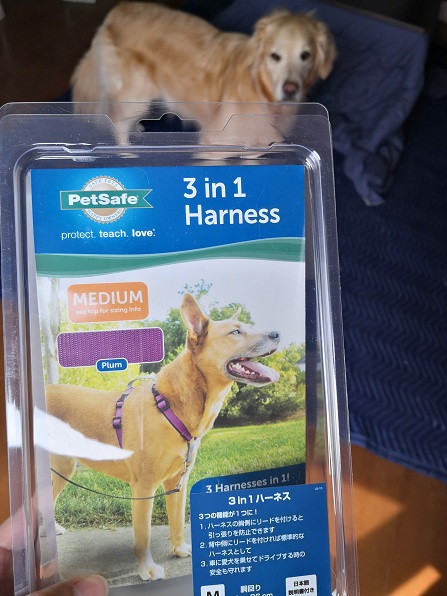 PetSafe®
protect. teach. love.™
3 in 1
Harness
MEDIUM
see top for sizing info
Plum
3 Harnesses in 1!
3 in 1 ハーネス
3つの機能が1つに!
1. ハーネスの胸側にリードを付けると
引っ張りを防止できます
2. 背中側にリードを付ければ標準的な
ハーネスとして
3. 車に愛犬を乗せてドライブする時の
安全も守れます
M
胴回り
日本語
説明書付き